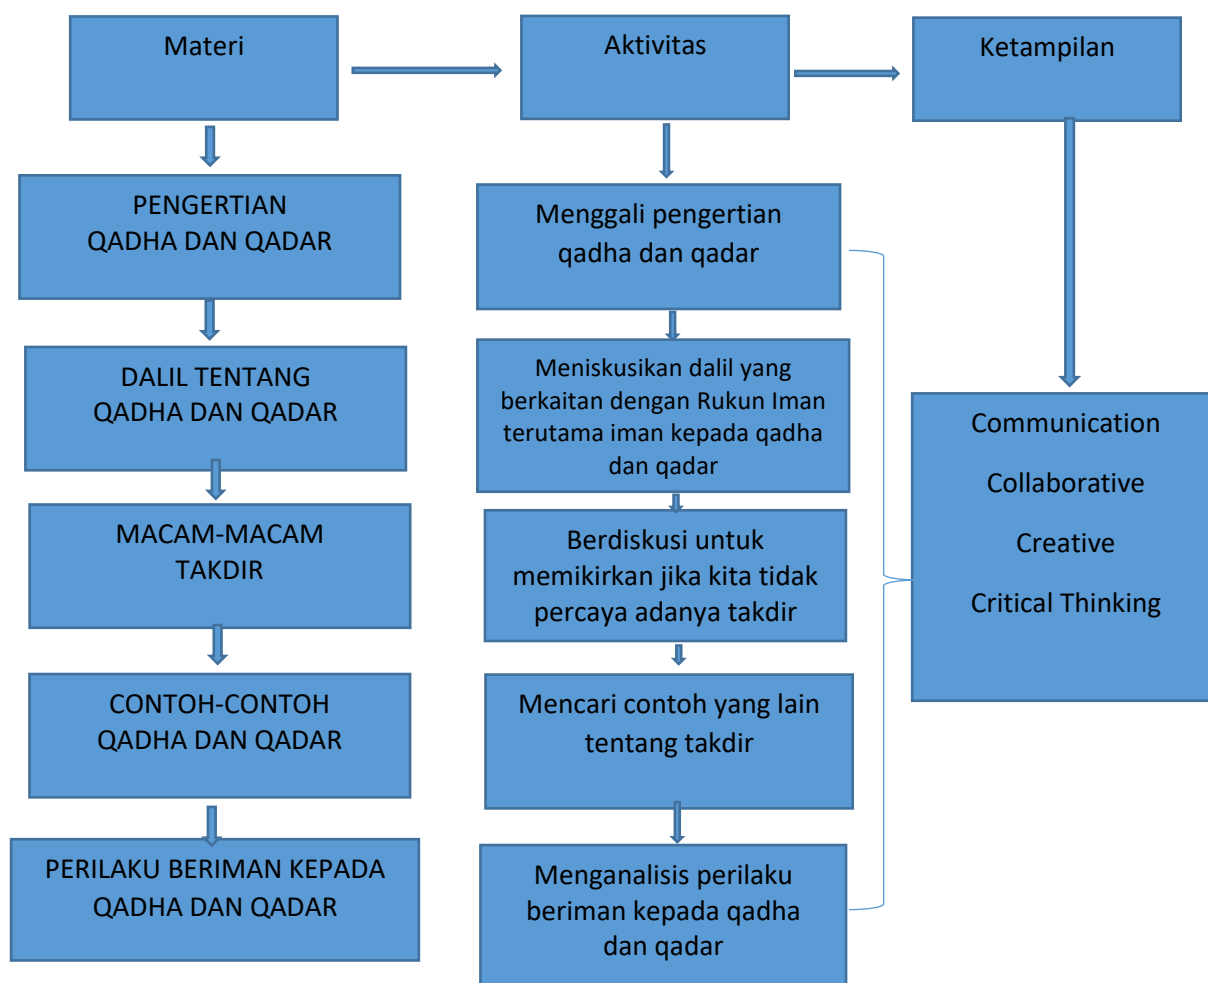 Materi
PENGERTIAN
QADHA DAN QADAR
DALIL TENTANG
QADHA DAN QADAR
MACAM-MACAM
TAKDIR
CONTOH-CONTOH
QADHA DAN QADAR
PERILAKU BERIMAN KEPADA
QADHA DAN QADAR
Aktivitas
Menggali pengertian
qadha dan qadar
Meniskusikan dalil yang
berkaitan dengan Rukun Iman
terutama iman kepada qadha
dan qadar
Berdiskusi untuk
memikirkan jika kita tidak
percaya adanya takdir
Mencari contoh yang lain
tentang takdir
Menganalisis perilaku
beriman kepada qadha
dan qadar
Ketampilan
Communication
Collaborative
Creative
Critical Thinking